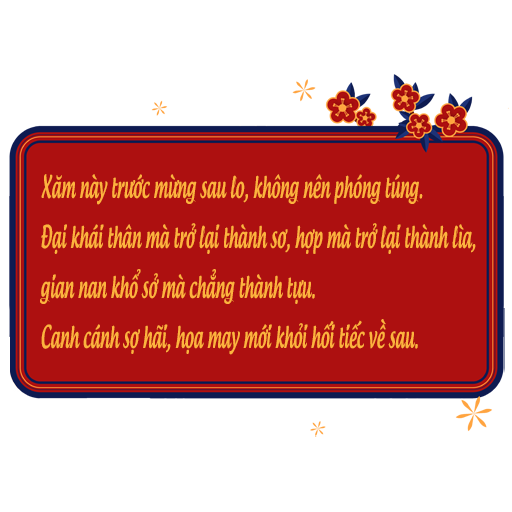 Xăm này trước mừng sau lo, không nên phóng túng.
Đại khái thân mà trở lại thành sơ, hợp mà trở lại thành lìa,
gian nan khổ sở mà chẳng thành tựu.
Canh cánh sợ hãi, họa may mới khỏi hối tiếc về sau.